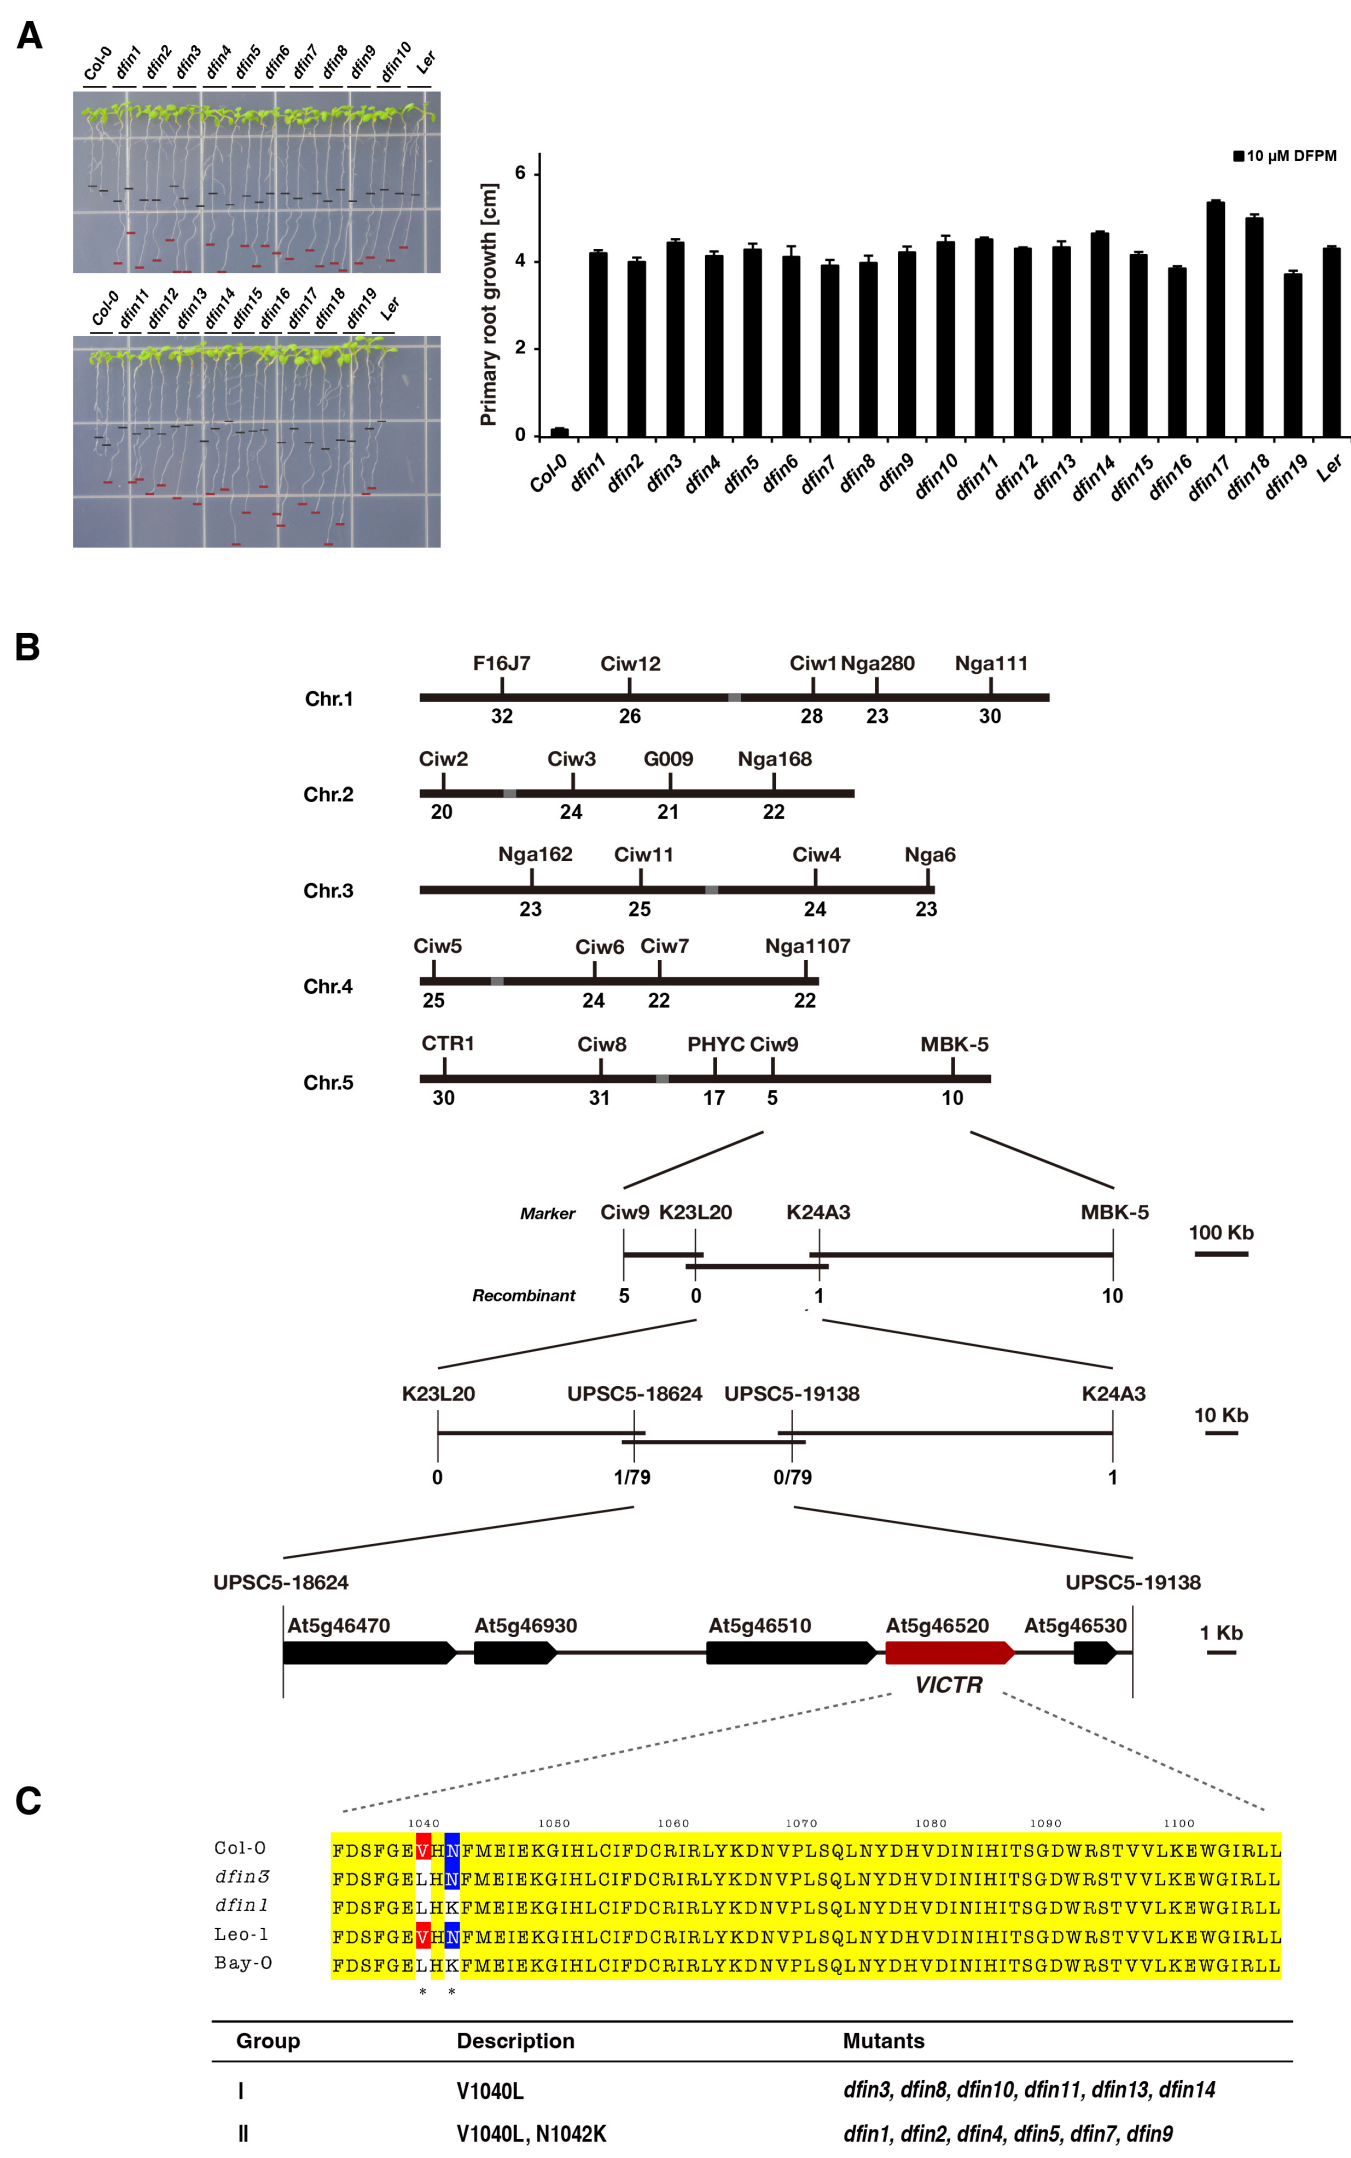 A
Col-0 dfin1 dfin2 dfin3 dfin4 dfin5 dfin6 dfin7 dfin8 dfin9 dfin10 Ler
Col-0 dfin11 dfin12 dfin13 dfin14 dfin15 dfin16 dfin17 dfin18 dfin19 Ler
10 µM DFPM
Primary root growth [cm]
6
4
2
0
Col-0 dfin1 dfin2 dfin3 dfin4 dfin5 dfin6 dfin7 dfin8 dfin9 dfin10 dfin11 dfin12 dfin13 dfin14 dfin15 dfin16 dfin17 dfin18 dfin19 Ler
B
F16J7 Ciw12 Ciw1 Nga280 Nga111
Chr.1
32 26 28 23 30
Ciw2 Ciw3 G009 Nga168
Chr.2
20 24 21 22
Nga162 Ciw11 Ciw4 Nga6
Chr.3
23 25 24 23
Ciw5 Ciw6 Ciw7 Nga1107
Chr.4
25 24 22 22
CTR1 Ciw8 PHYC Ciw9 MBK-5
Chr.5
30 31 17 5 10
Marker Ciw9 K23L20 K24A3 MBK-5
100 Kb
Recombinant 5 0 1 10
K23L20 UPSC5-18624 UPSC5-19138 K24A3
10 Kb
0 1/79 0/79 1
UPSC5-18624 UPSC5-19138
At5g46470 At5g46930 At5g46510 At5g46520 At5g46530
1 Kb
VICTR
C
1040 1050 1060 1070 1080 1090 1100
Col-0 FDSFGEVHNFMEIEKGIHLCIFDCRIRLYKDNVPLSQLNYDHVDINIHITSGDWRSTVVLKEWGIRLL
dfin3 FDSFGELHNFMEIEKGIHLCIFDCRIRLYKDNVPLSQLNYDHVDINIHITSGDWRSTVVLKEWGIRLL
dfin1 FDSFGELHKFMEIEKGIHLCIFDCRIRLYKDNVPLSQLNYDHVDINIHITSGDWRSTVVLKEWGIRLL
Leo-1 FDSFGEVHNFMEIEKGIHLCIFDCRIRLYKDNVPLSQLNYDHVDINIHITSGDWRSTVVLKEWGIRLL
Bay-0 FDSFGELHKFMEIEKGIHLCIFDCRIRLYKDNVPLSQLNYDHVDINIHITSGDWRSTVVLKEWGIRLL
* *
Group Description Mutants
I V1040L dfin3, dfin8, dfin10, dfin11, dfin13, dfin14
II V1040L, N1042K dfin1, dfin2, dfin4, dfin5, dfin7, dfin9